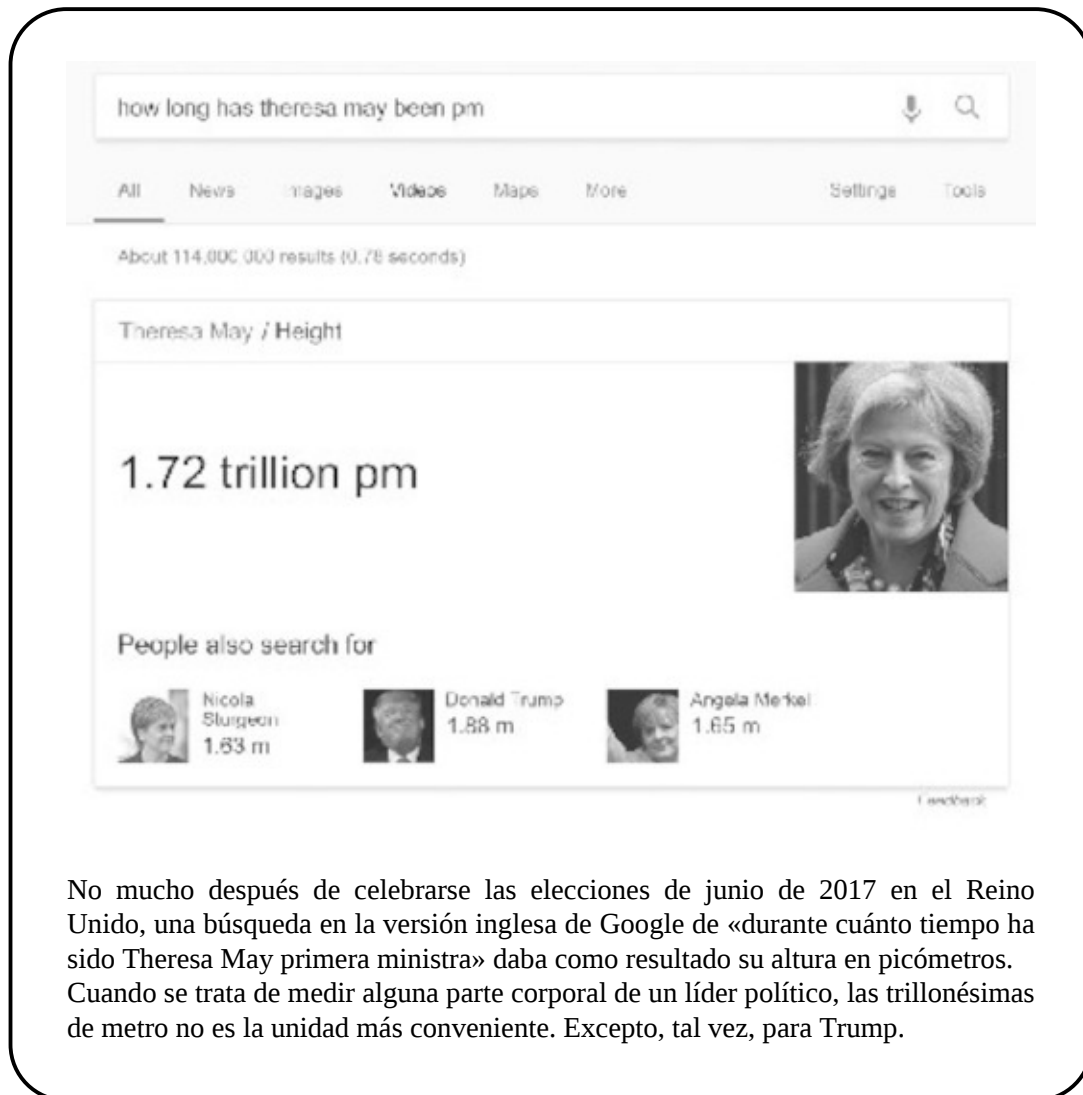 how long has theresa may been pm
All News Images Videos Maps More Settings Tools
About 114,000,000 results (0.78 seconds)
Theresa May / Height
1.72 trillion pm
People also search for
Nicola
Sturgeon
1.63 m
Donald Trump
1.88 m
Angela Merkel
1.65 m
Feedback
No mucho después de celebrarse las elecciones de junio de 2017 en el Reino
Unido, una búsqueda en la versión inglesa de Google de «durante cuánto tiempo ha
sido Theresa May primera ministra» daba como resultado su altura en picómetros.
Cuando se trata de medir alguna parte corporal de un líder político, las trillonésimas
de metro no es la unidad más conveniente. Excepto, tal vez, para Trump.